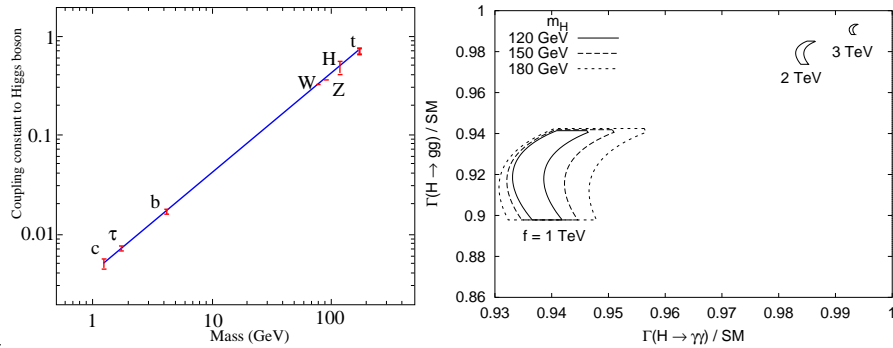 Coupling constant to Higgs boson
1
0.1
0.01
c
τ
b
W
Z
H
t
1
10
100
Mass (GeV)
Γ(H → gg) / SM
1
0.98
0.96
0.94
0.92
0.9
0.88
0.86
m_H
120 GeV
150 GeV
180 GeV
3 TeV
2 TeV
f = 1 TeV
0.93
0.94
0.95
0.96
0.97
0.98
0.99
1
Γ(H → γγ) / SM